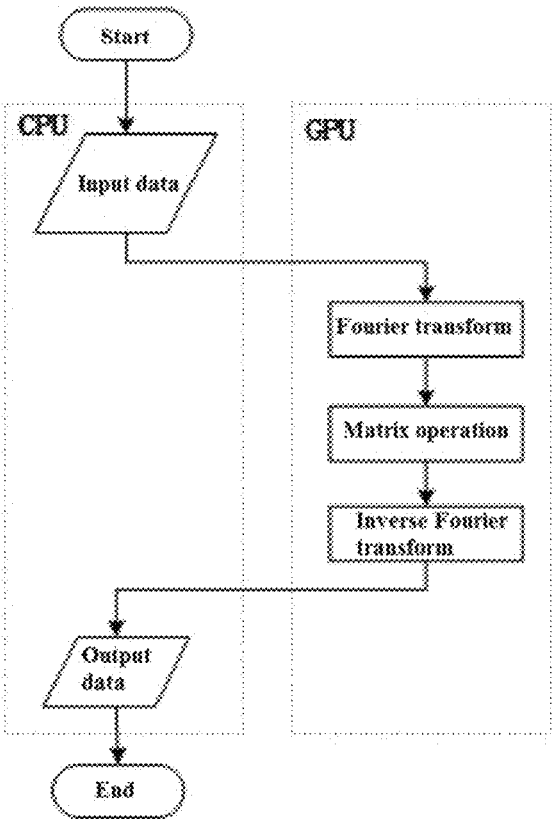 Start
CPU
GPU
Input data
Fourier transform
Matrix operation
Inverse Fourier
transform
Output
data
End